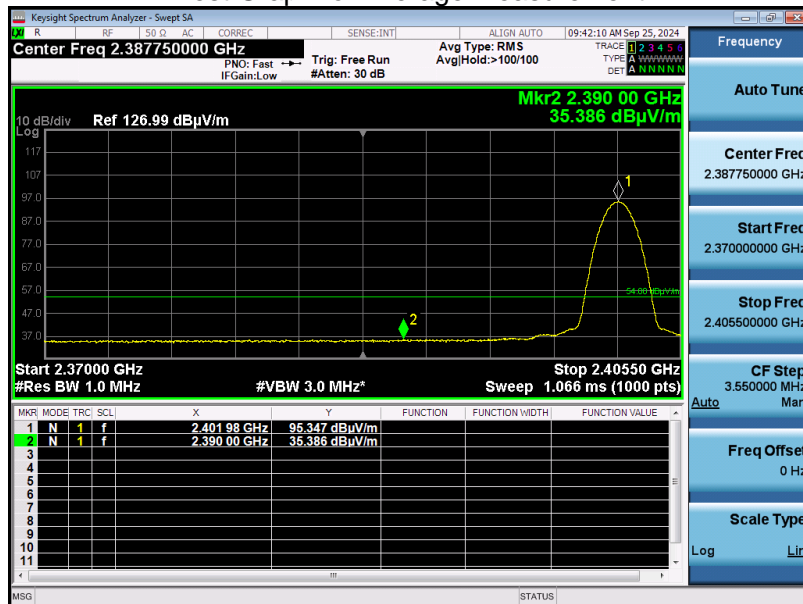 Keysight Spectrum Analyzer - Swept SA
LXI R RF 50 Ω AC CORREC SENSE:INT ALIGN AUTO 09:42:10 AM Sep 25, 2024
Center Freq 2.387750000 GHz
PNO: Fast
IFGain:Low
Trig: Free Run
#Atten: 30 dB
Avg Type: RMS
Avg|Hold:>100/100
TRACE 1 2 3 4 5 6
TYPE A WWWWW
DET A N N N N N
Mkr2 2.390 00 GHz
35.386 dBµV/m
10 dB/div
Log
Ref 126.99 dBµV/m
117
107
97.0
87.0
77.0
67.0
57.0
47.0
37.0
1
2
54.00 dBµV/m
Start 2.37000 GHz
Stop 2.40550 GHz
#Res BW 1.0 MHz
#VBW 3.0 MHz*
Sweep 1.066 ms (1000 pts)
MKR MODE TRC SCL X Y FUNCTION FUNCTION WIDTH FUNCTION VALUE
1 N 1 f 2.401 98 GHz 95.347 dBµV/m
2 N 1 f 2.390 00 GHz 35.386 dBµV/m
3
4
5
6
7
8
9
10
11
MSG
STATUS
Frequency
Auto Tune
Center Freq
2.387750000 GHz
Start Freq
2.370000000 GHz
Stop Freq
2.405500000 GHz
CF Step
3.550000 MHz
Auto Man
Freq Offset
0 Hz
Scale Type
Log Lin